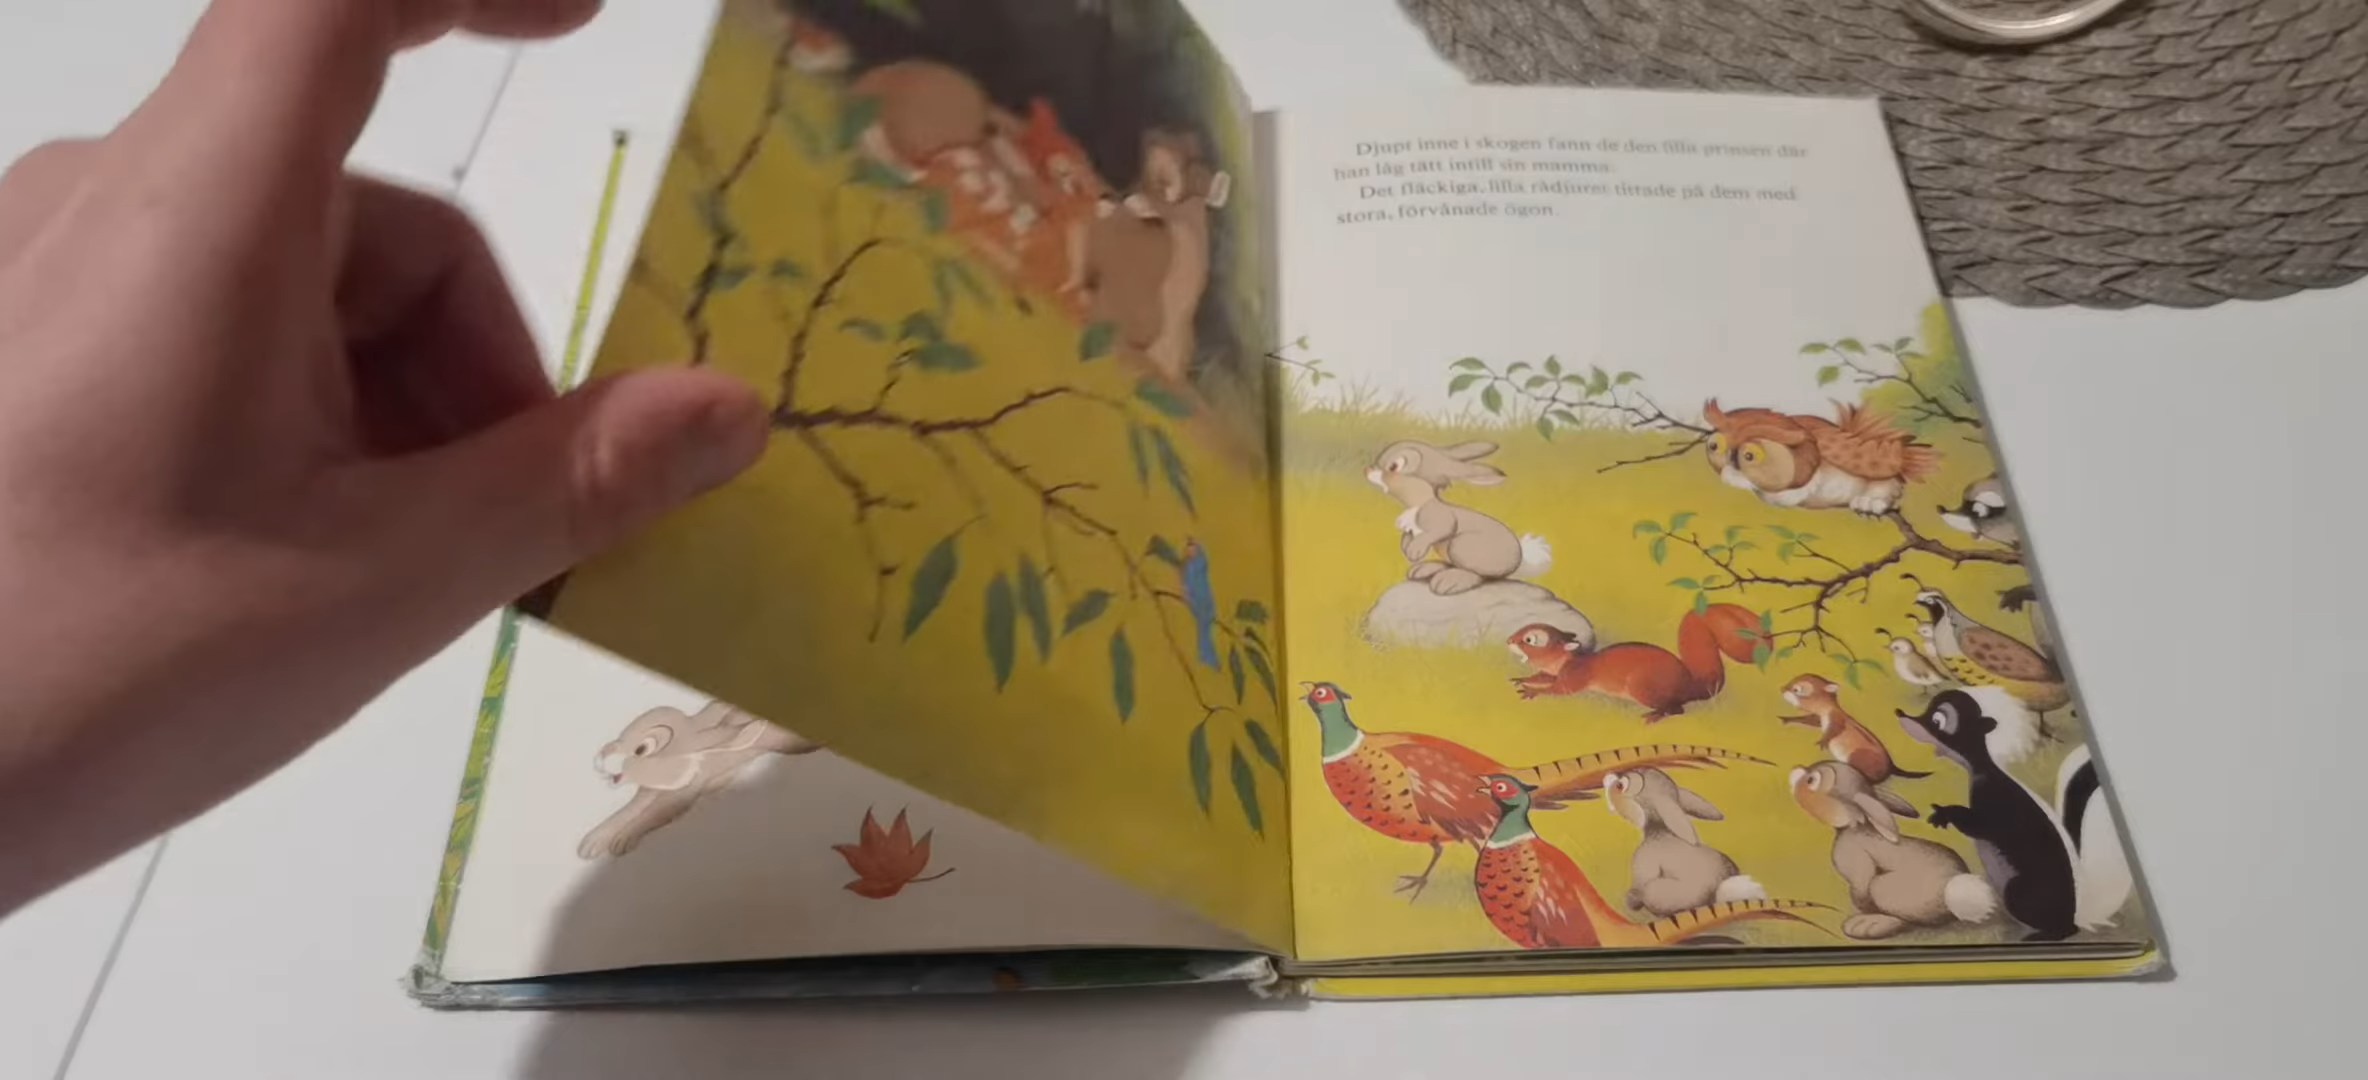 Djupt inne i skogen fann de den lilla prinsen där
han låg tätt intill sin mamma.
Det fläckiga, lilla rådjuret tittade på dem med
stora, förvånade ögon.